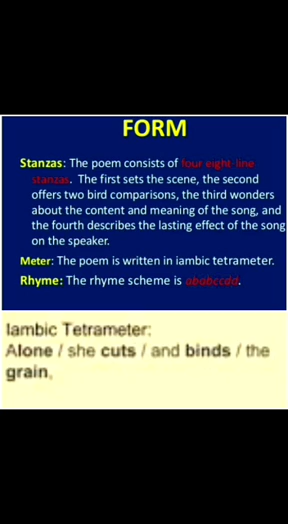 FORM
Stanzas: The poem consists of four eight-line
stanzas. The first sets the scene, the second
offers two bird comparisons, the third wonders
about the content and meaning of the song, and
the fourth describes the lasting effect of the song
on the speaker.
Meter: The poem is written in iambic tetrameter.
Rhyme: The rhyme scheme is ababccdd.
Iambic Tetrameter:
Alone / she cuts / and binds / the
grain,